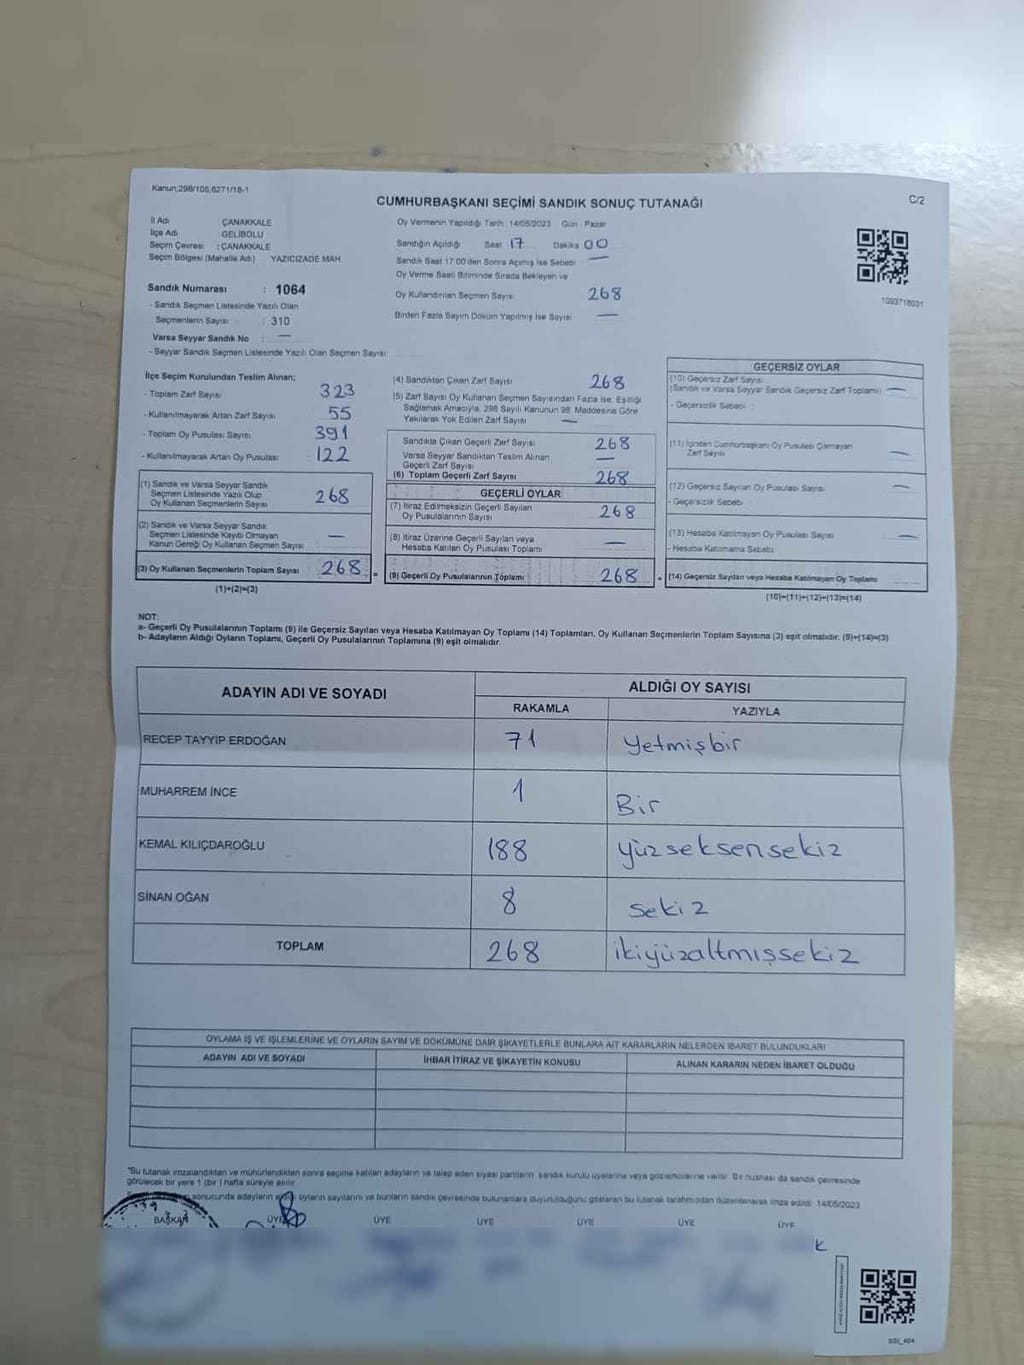 Kanun;298/105,6271/18-1
C/2
CUMHURBAŞKANI SEÇİMİ SANDIK SONUÇ TUTANAĞI
İl Adı ÇANAKKALE
İlçe Adı GELİBOLU
Seçim Çevresi :ÇANAKKALE
Seçim Bölgesi (Mahalle Adı) YAZICIZADE MAH
Sandık Numarası : 1064
- Sandık Seçmen Listesinde Yazılı Olan
Seçmenlerin Sayısı : 310
Varsa Seyyar Sandık No : —
- Seyyar Sandık Seçmen Listesinde Yazılı Olan Seçmen Sayısı
Oy Vermenin Yapıldığı Tarih 14/05/2023 Gün Pazar
Sandığın Açıldığı Saat 17 Dakika 00
Sandık Saat 17:00'den Sonra Açılmış İse Sebebi —
Oy Verme Saati Bitiminde Sırada Bekleyen ve
Oy Kullandırılan Seçmen Sayısı 268
Birden Fazla Sayım Döküm Yapılmış İse Sayısı —
1093718031
İlçe Seçim Kurulundan Teslim Alınan;
- Toplam Zarf Sayısı 323
- Kullanılmayarak Artan Zarf Sayısı 55
- Toplam Oy Pusulası Sayısı 391
- Kullanılmayarak Artan Oy Pusulası 122
(1) Sandık ve Varsa Seyyar Sandık
Seçmen Listesinde Yazılı Olup
Oy Kullanan Seçmenlerin Sayısı 268
(2) Sandık ve Varsa Seyyar Sandık
Seçmen Listesinde Kaydı Olmayan
Kanun Gereği Oy Kullanan Seçmen Sayısı —
(3) Oy Kullanan Seçmenlerin Toplam Sayısı 268
(1)+(2)=(3)
(4) Sandıktan Çıkan Zarf Sayısı 268
(5) Zarf Sayısı Oy Kullanan Seçmen Sayısından Fazla İse, Eşitliği
Sağlamak Amacıyla, 298 Sayılı Kanunun 98. Maddesine Göre
Yakılarak Yok Edilen Zarf Sayısı —
Sandıkta Çıkan Geçerli Zarf Sayısı 268
Varsa Seyyar Sandıktan Teslim Alınan
Geçerli Zarf Sayısı —
(6) Toplam Geçerli Zarf Sayısı 268
GEÇERLİ OYLAR
(7) İtiraz Edilmeksizin Geçerli Sayılan
Oy Pusulalarının Sayısı 268
(8) İtiraz Üzerine Geçerli Sayılan veya
Hesaba Katılan Oy Pusulası Toplamı —
= (9) Geçerli Oy Pusulalarının Toplamı 268
GEÇERSİZ OYLAR
(10) Geçersiz Zarf Sayısı
(Sandık ve Varsa Seyyar Sandık Geçersiz Zarf Toplamı) —
- Geçersizlik Sebebi
(11) İçinden Cumhurbaşkanı Oy Pusulası Çıkmayan
Zarf Sayısı —
(12) Geçersiz Sayılan Oy Pusulası Sayısı —
- Geçersizlik Sebebi
(13) Hesaba Katılmayan Oy Pusulası Sayısı —
- Hesaba Katılmama Sebebi
+ (14) Geçersiz Sayılan veya Hesaba Katılmayan Oy Toplamı
(10)+(11)+(12)+(13)=(14)
NOT:
a- Geçerli Oy Pusulalarının Toplamı (9) ile Geçersiz Sayılan veya Hesaba Katılmayan Oy Toplamı (14) Toplamları, Oy Kullanan Seçmenlerin Toplam Sayısına (3) eşit olmalıdır. (9)+(14)=(3)
b- Adayların Aldığı Oyların Toplamı, Geçerli Oy Pusulalarının Toplamına (9) eşit olmalıdır.
ADAYIN ADI VE SOYADI
ALDIĞI OY SAYISI
RAKAMLA YAZIYLA
RECEP TAYYİP ERDOĞAN 71 Yetmişbir
MUHARREM İNCE 1 Bir
KEMAL KILIÇDAROĞLU 188 yüzseksensekiz
SİNAN OĞAN 8 sekiz
TOPLAM 268 ikiyüzaltmışsekiz
OYLAMA İŞ VE İŞLEMLERİNE VE OYLARIN SAYIM VE DÖKÜMÜNE DAİR ŞİKAYETLERLE BUNLARA AİT KARARLARIN NELERDEN İBARET BULUNDUKLARI
ADAYIN ADI VE SOYADI İHBAR İTİRAZ VE ŞİKAYETİN KONUSU ALINAN KARARIN NEDEN İBARET OLDUĞU
*Bu tutanak imzalandıktan ve mühürlendikten sonra seçime katılan adayların ve talep eden siyasi partilerin sandık kurulu üyelerine veya gözlemcilerine verilir. Bir nüshası da sandık çevresinde
görülecek bir yere 1 (bir) hafta süreyle asılır.
sonucunda adayların aldığı oyların sayılarını ve bunların sandık çevresinde bulunanlara duyurulduğunu gösteren bu tutanak tarafımızdan düzenlenerek imza edildi. 14/05/2023
BAŞKAN ÜYE ÜYE ÜYE ÜYE ÜYE ÜYE
SSİ_404